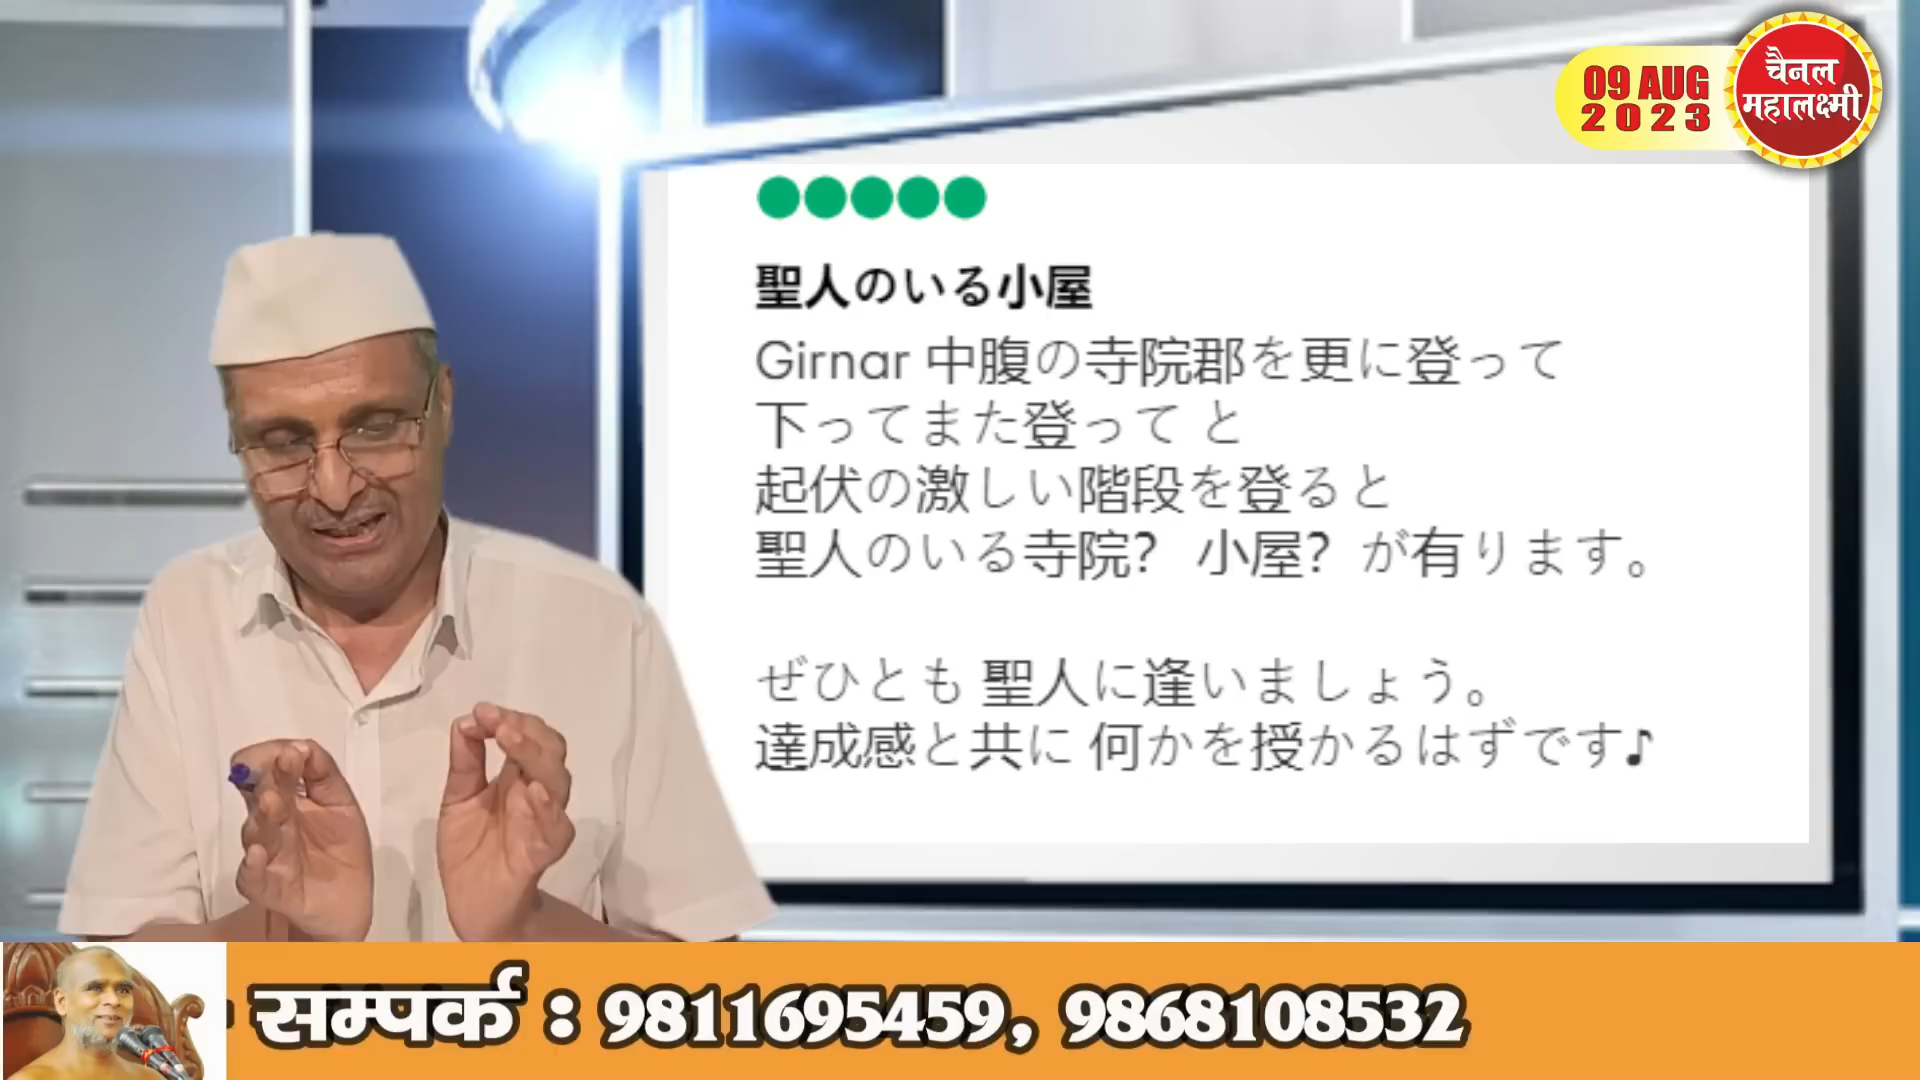 09 AUG
2023
चैनल
महालक्ष्मी
聖人のいる小屋
Girnar 中腹の寺院郡を更に登って
下ってまた登って と
起伏の激しい階段を登ると
聖人のいる寺院? 小屋? が有ります。
ぜひとも 聖人に逢いましょう。
達成感と共に 何かを授かるはずです♪
सम्पर्क : 9811695459, 9868108532